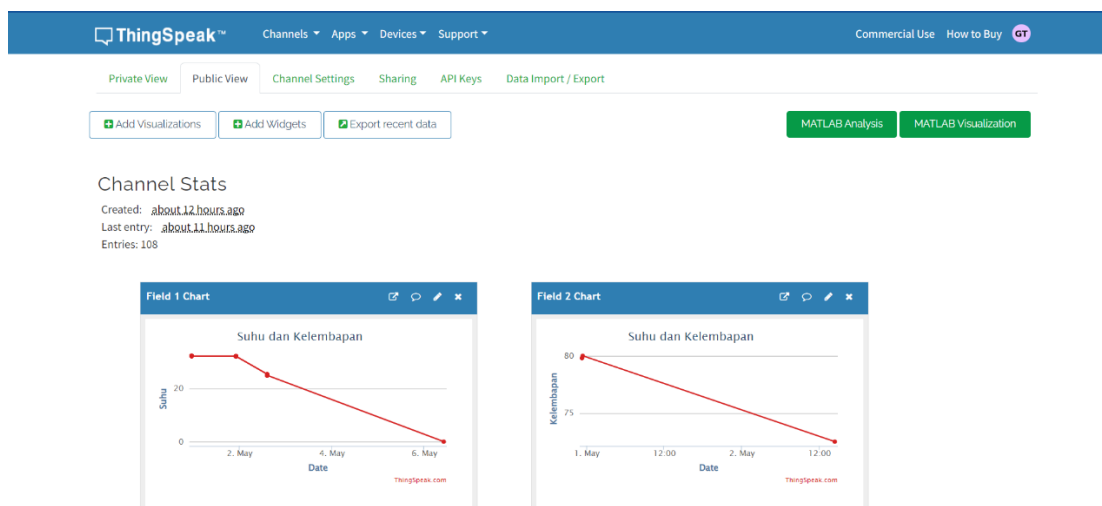 ThingSpeak™ Channels Apps Devices Support Commercial Use How to Buy GT
Private View Public View Channel Settings Sharing API Keys Data Import / Export
Add Visualizations Add Widgets Export recent data MATLAB Analysis MATLAB Visualization
Channel Stats
Created: about 12 hours ago
Last entry: about 11 hours ago
Entries: 108
Field 1 Chart
Suhu dan Kelembapan
Suhu
20
0
2. May 4. May 6. May
Date
ThingSpeak.com
Field 2 Chart
Suhu dan Kelembapan
Kelembapan
80
75
1. May 12:00 2. May 12:00
Date
ThingSpeak.com